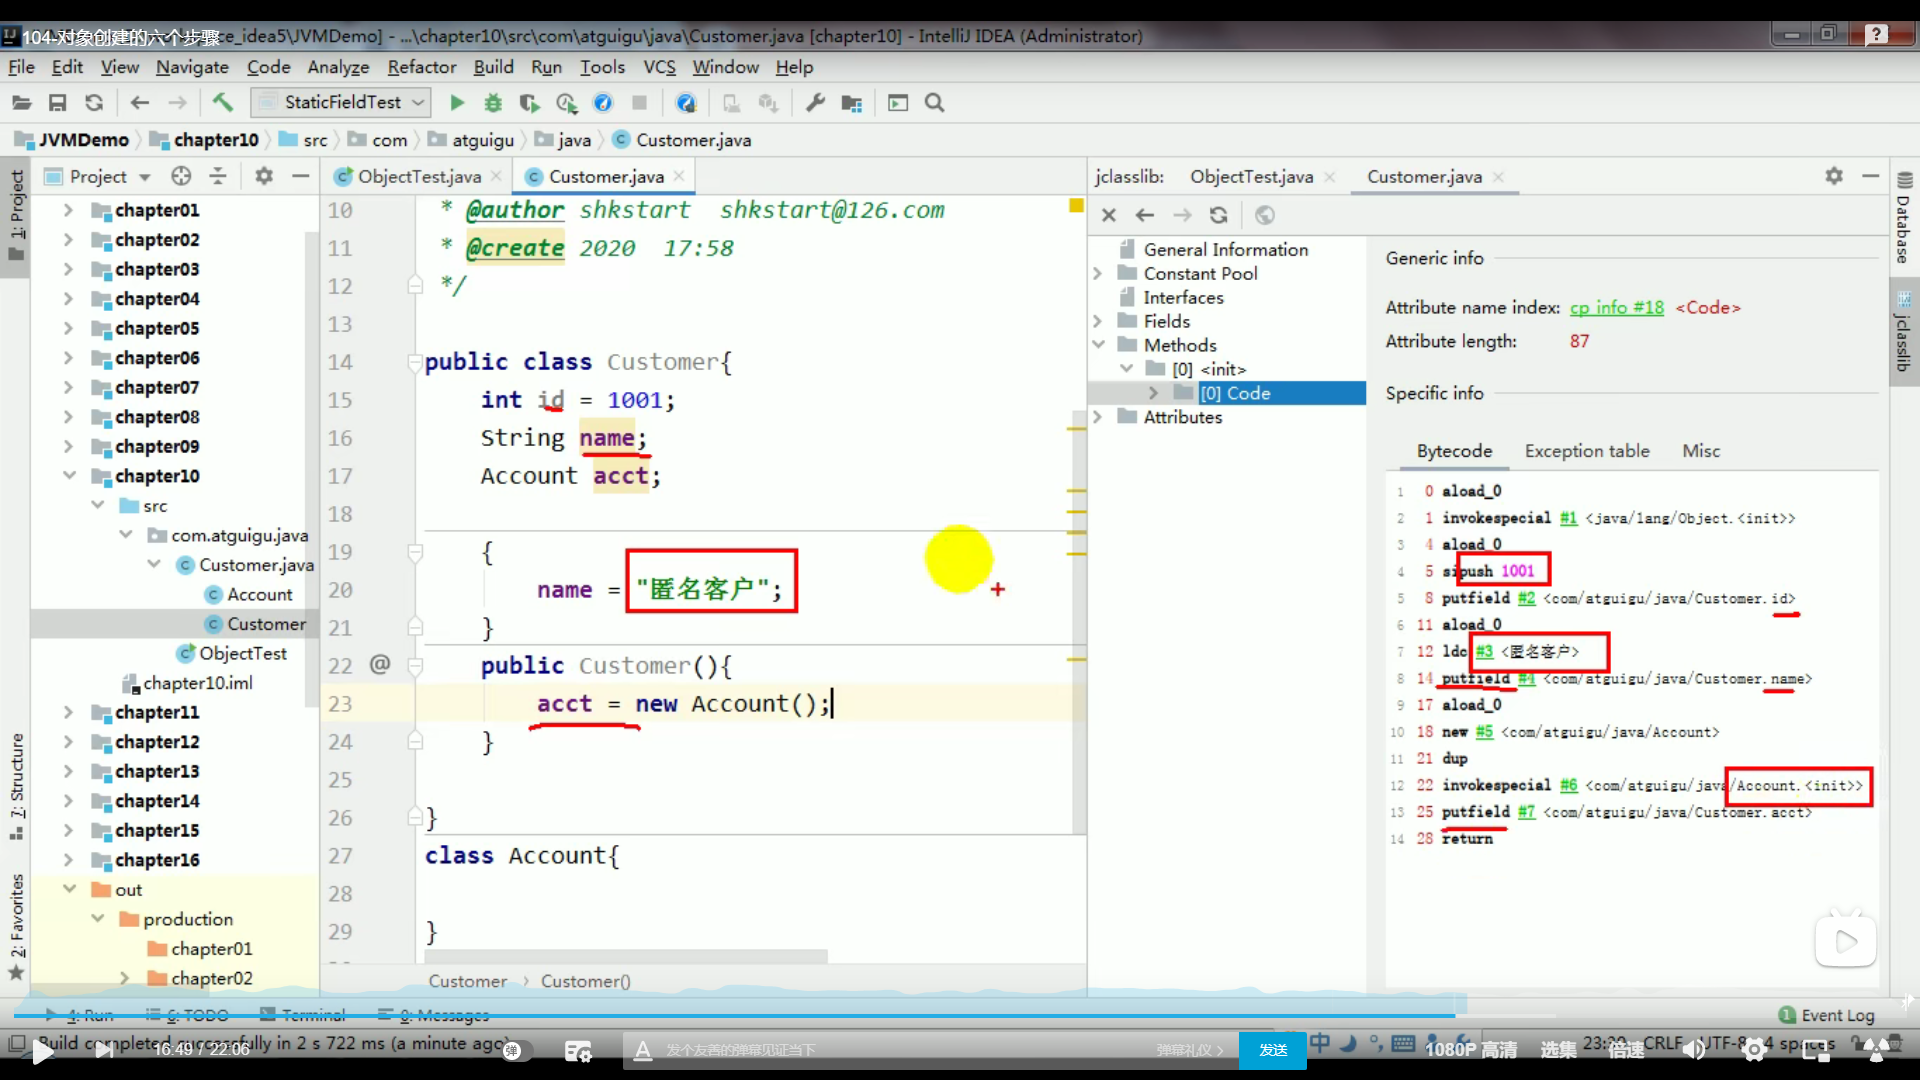 104-对象创建的六个步骤
ce_idea5\JVMDemo] - ...\chapter10\src\com\atguigu\java\Customer.java [chapter10] - IntelliJ IDEA (Administrator)
File Edit View Navigate Code Analyze Refactor Build Run Tools VCS Window Help
StaticFieldTest
JVMDemo chapter10 src com atguigu java Customer.java
1: Project
7: Structure
2: Favorites
Project
chapter01
chapter02
chapter03
chapter04
chapter05
chapter06
chapter07
chapter08
chapter09
chapter10
src
com.atguigu.java
Customer.java
Account
Customer
ObjectTest
chapter10.iml
chapter11
chapter12
chapter13
chapter14
chapter15
chapter16
out
production
chapter01
chapter02
ObjectTest.java Customer.java
10 * @author shkstart shkstart@126.com
11 * @create 2020 17:58
12 */
13
14 public class Customer{
15 int id = 1001;
16 String name;
17 Account acct;
18
19 {
20 name = "匿名客户";
21 }
22 @ public Customer(){
23 acct = new Account();
24 }
25
26 }
27 class Account{
28
29 }
Customer › Customer()
jclasslib: ObjectTest.java Customer.java
General Information
Constant Pool
Interfaces
Fields
Methods
[0] <init>
[0] Code
Attributes
Generic info
Attribute name index: cp info #18 <Code>
Attribute length: 87
Specific info
Bytecode Exception table Misc
1 0 aload_0
2 1 invokespecial #1 <java/lang/Object.<init>>
3 4 aload_0
4 5 sipush 1001
5 8 putfield #2 <com/atguigu/java/Customer.id>
6 11 aload_0
7 12 ldc #3 <匿名客户>
8 14 putfield #4 <com/atguigu/java/Customer.name>
9 17 aload_0
10 18 new #5 <com/atguigu/java/Account>
11 21 dup
12 22 invokespecial #6 <com/atguigu/java/Account.<init>>
13 25 putfield #7 <com/atguigu/java/Customer.acct>
14 28 return
Database
jclasslib
4: Run 6: TODO Terminal 0: Messages
1 Event Log
Build completed successfully in 2 s 722 ms (a minute ago)
16:49 / 22:06
弹
发个友善的弹幕见证当下
弹幕礼仪 >
发送
中
1080P 高清
选集
倍速
CRLF
4 spaces